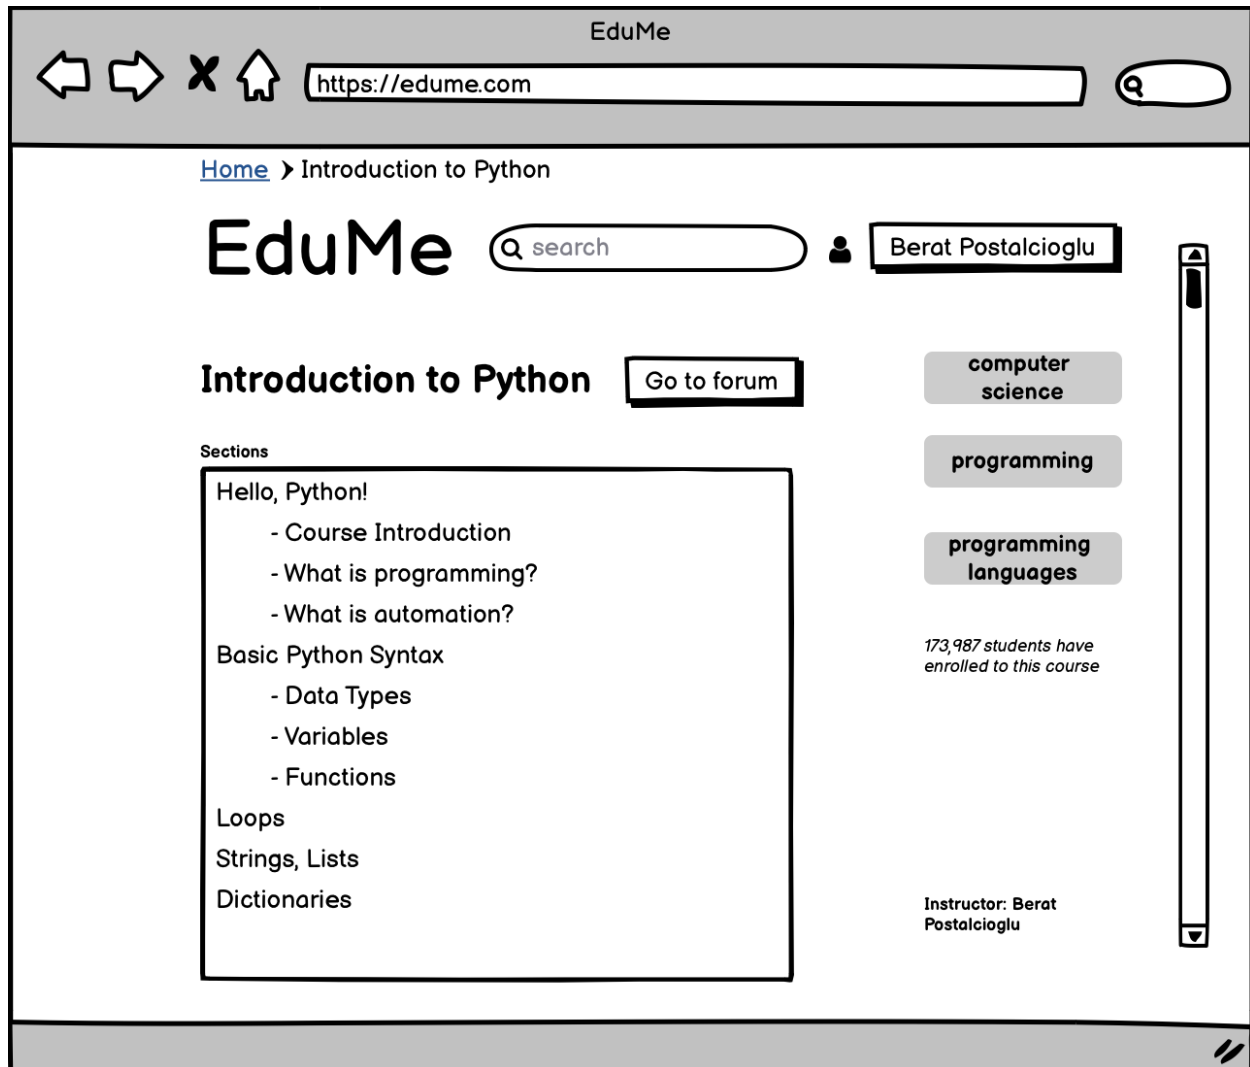 EduMe
https://edume.com
Home Introduction to Python
EduMe
search
Berat Postalcioglu
Introduction to Python
Go to forum
computer
science
programming
programming
languages
173,987 students have
enrolled to this course
Sections
Hello, Python!
- Course Introduction
- What is programming?
- What is automation?
Basic Python Syntax
- Data Types
- Variables
- Functions
Loops
Strings, Lists
Dictionaries
Instructor: Berat
Postalcioglu